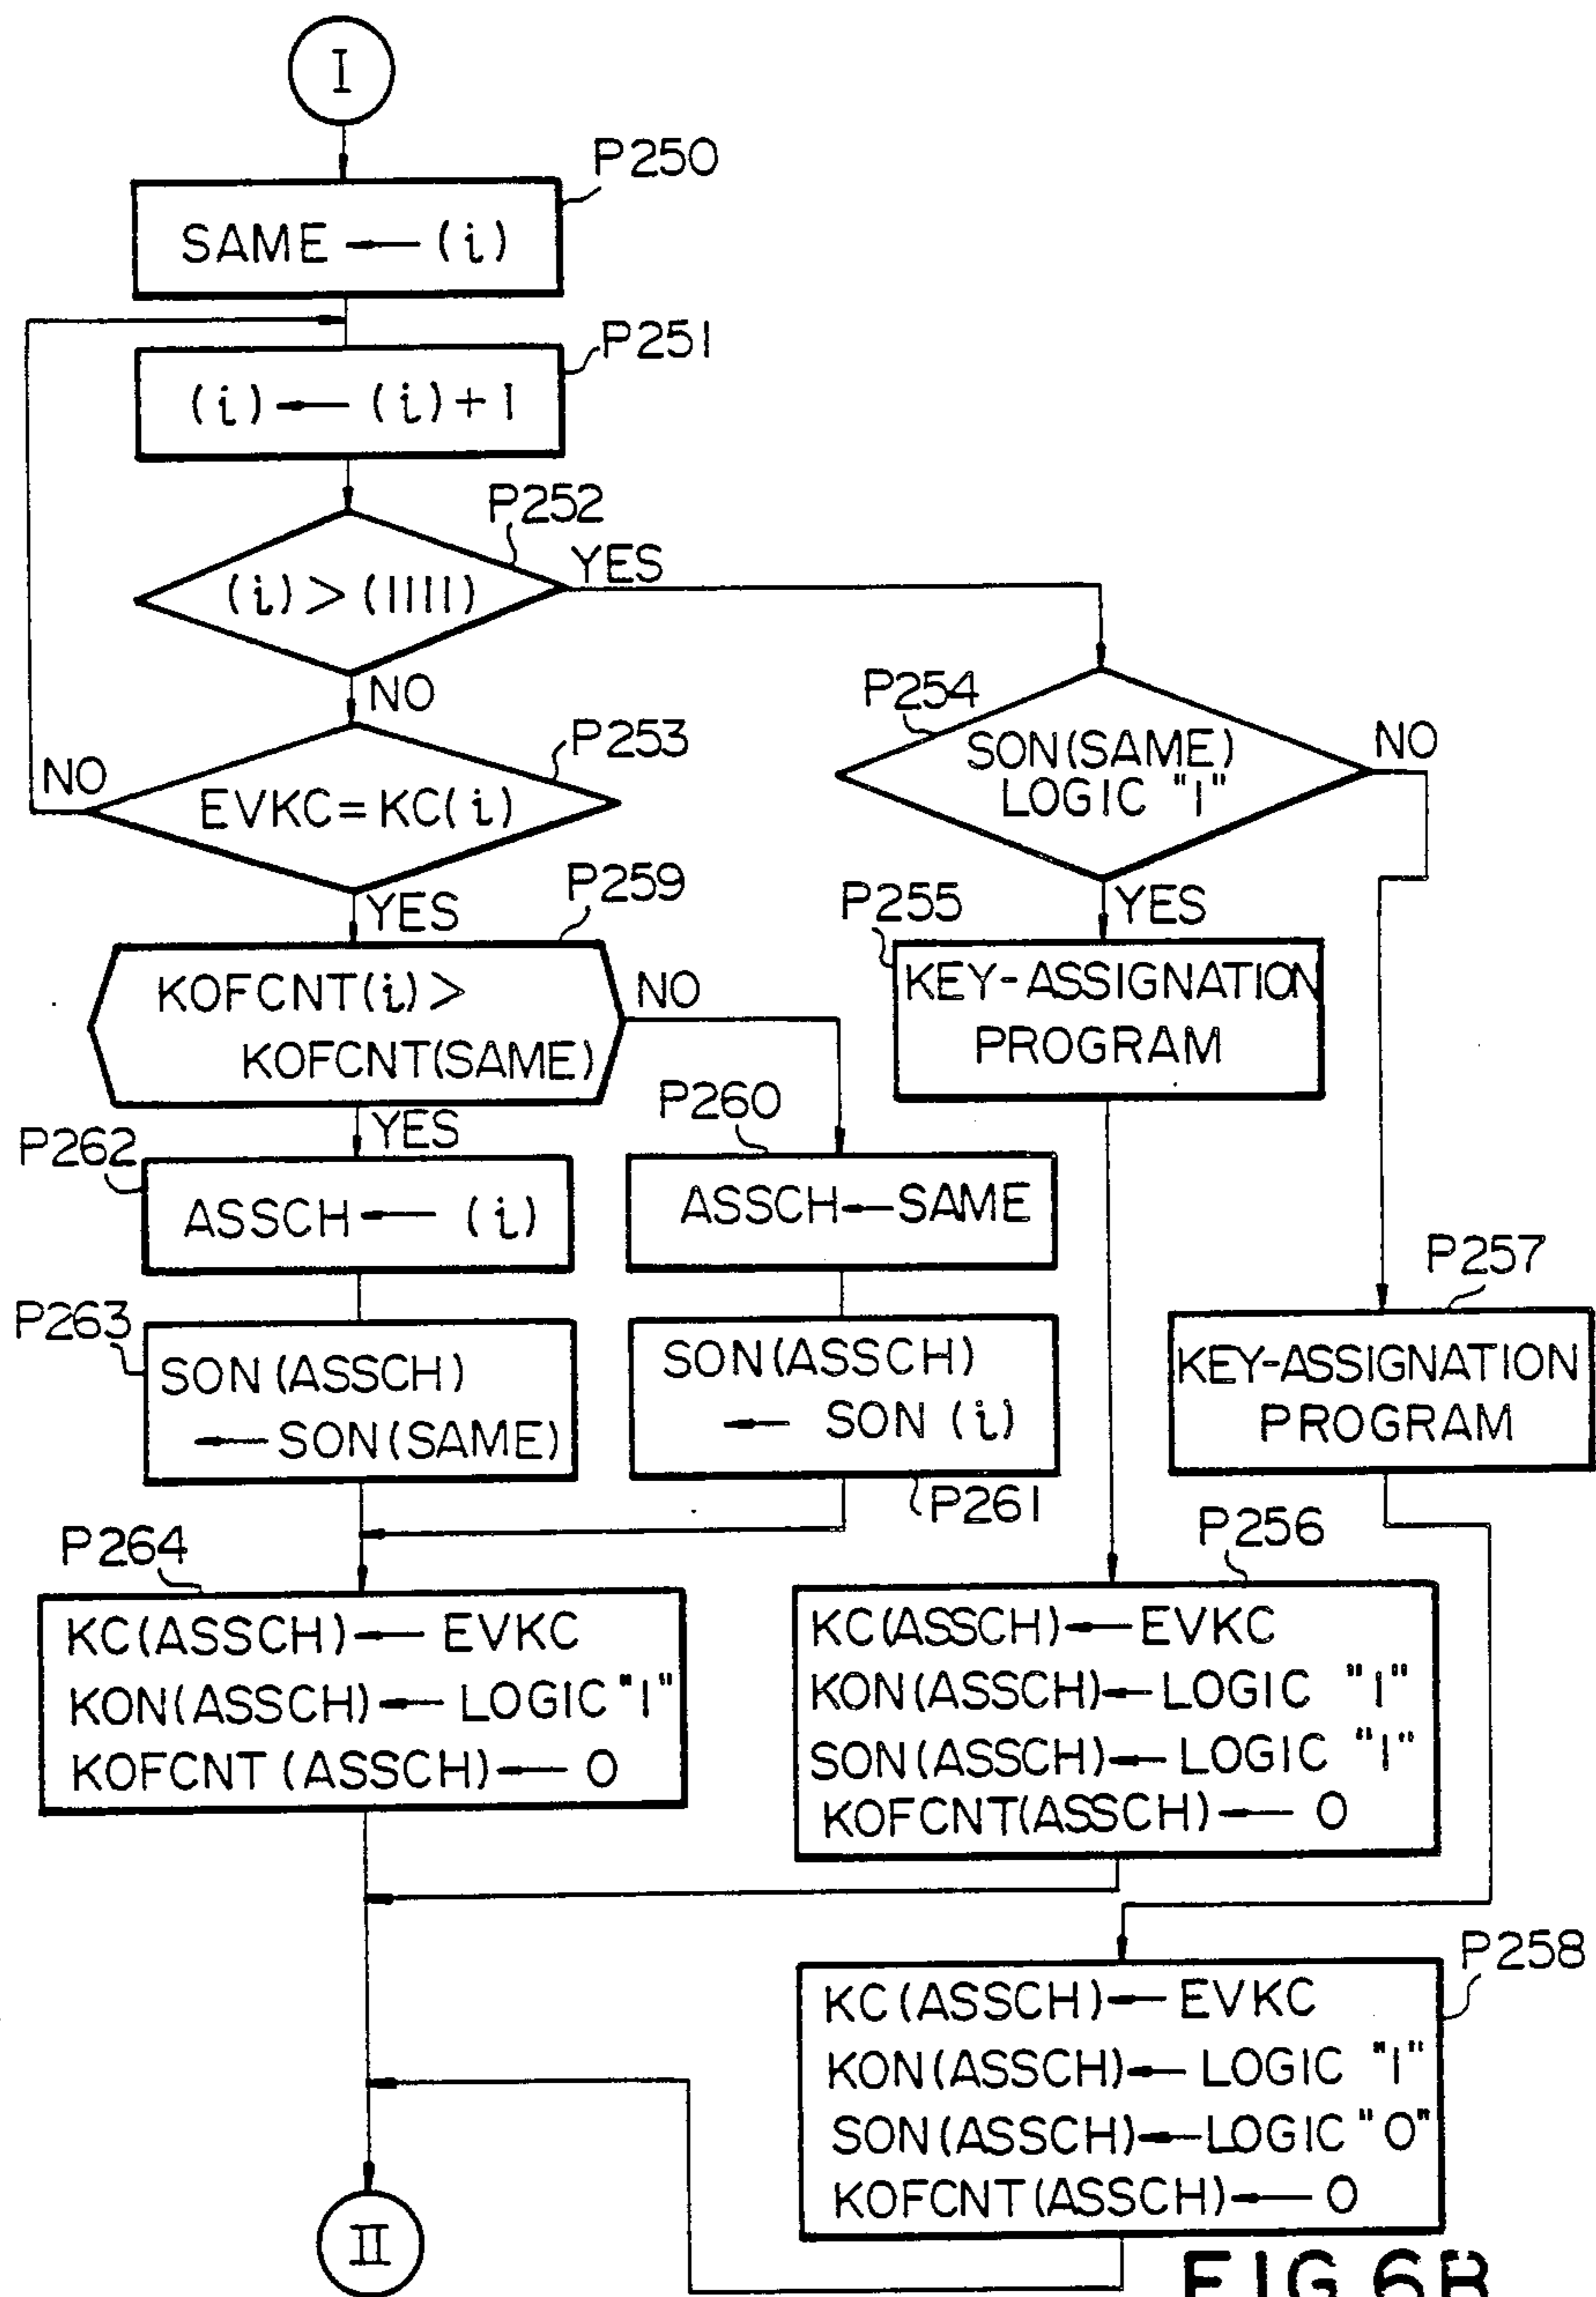 I
P250
SAME ← (i)
P251
(i) ← (i)+1
P252
(i)>(1111)
YES
NO
P253
EVKC=KC(i)
NO
YES
P254
SON(SAME)
LOGIC "1"
NO
YES
P255
KEY-ASSIGNATION
PROGRAM
P259
KOFCNT(i)>
KOFCNT(SAME)
NO
YES
P260
ASSCH←SAME
P262
ASSCH ← (i)
P257
KEY-ASSIGNATION
PROGRAM
P263
SON(ASSCH)
← SON(SAME)
SON(ASSCH)
← SON (i)
P261
P264
KC(ASSCH)← EVKC
KON(ASSCH)← LOGIC "1"
KOFCNT (ASSCH)← 0
P256
KC(ASSCH)←EVKC
KON(ASSCH)←LOGIC "1"
SON(ASSCH)←LOGIC "1"
KOFCNT(ASSCH)← 0
P258
KC(ASSCH)←EVKC
KON(ASSCH)← LOGIC "1"
SON(ASSCH)←LOGIC "0"
KOFCNT(ASSCH)← 0
II
FIG.6B